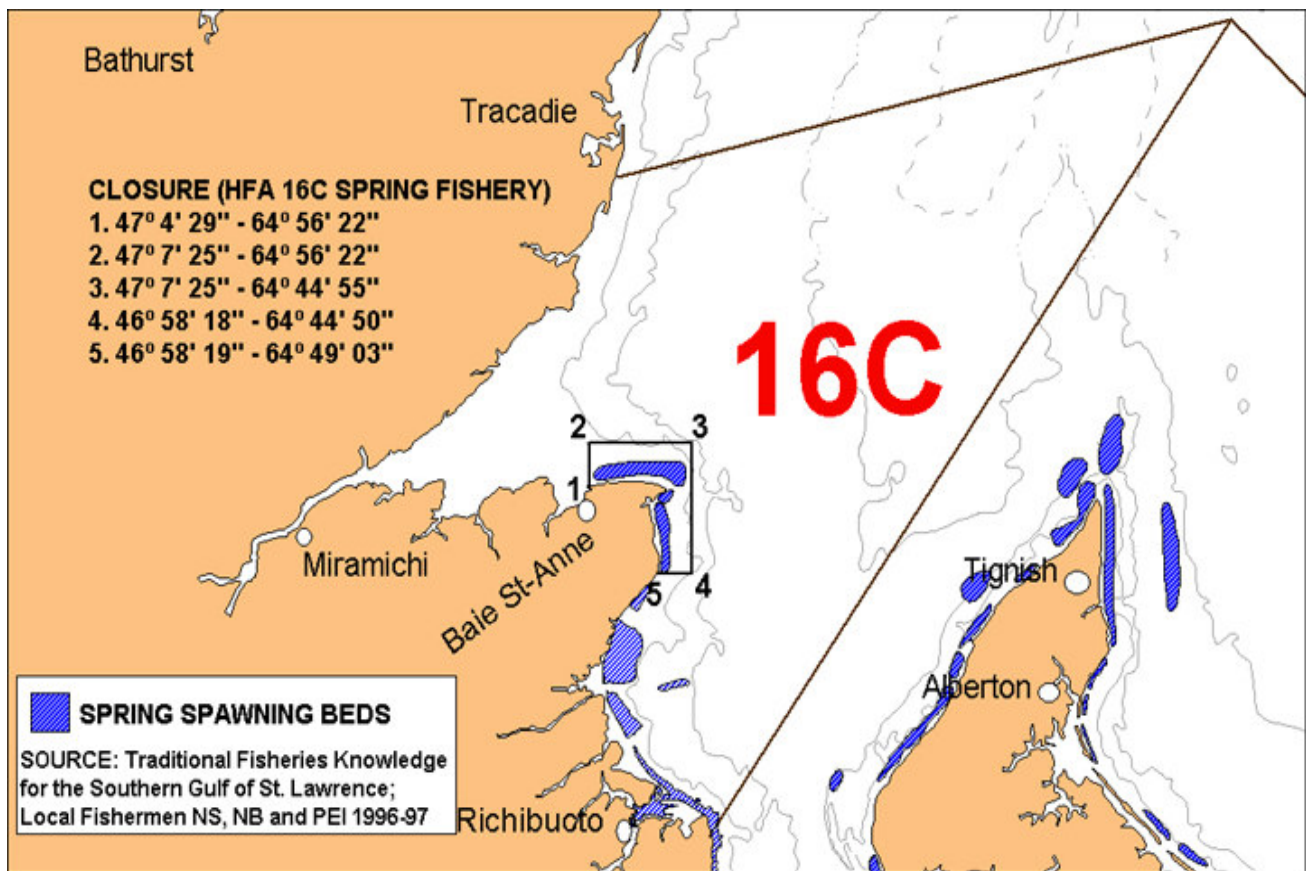 Bathurst
Tracadie
CLOSURE (HFA 16C SPRING FISHERY)
1. 47º 4' 29" - 64º 56' 22"
2. 47º 7' 25" - 64º 56' 22"
3. 47º 7' 25" - 64º 44' 55"
4. 46º 58' 18" - 64º 44' 50"
5. 46º 58' 19" - 64º 49' 03"
16C
2 3
1
Miramichi
Baie St-Anne
5 4
Tignish
Alberton
SPRING SPAWNING BEDS
SOURCE: Traditional Fisheries Knowledge
for the Southern Gulf of St. Lawrence;
Local Fishermen NS, NB and PEI 1996-97
Richibuoto